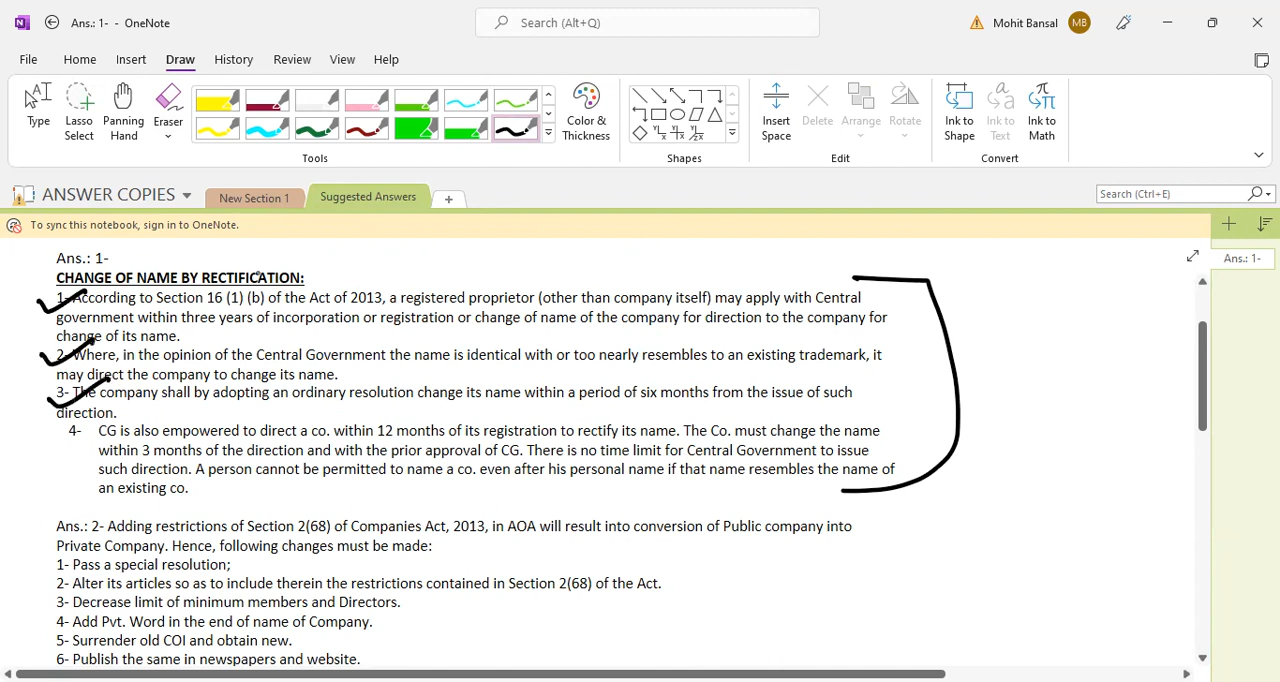 Ans.: 1- - OneNote
Search (Alt+Q)
Mohit Bansal MB
File Home Insert Draw History Review View Help
Type
Lasso Select
Panning Hand
Eraser
Color & Thickness
Insert Space
Delete
Arrange
Rotate
Ink to Shape
Ink to Text
Ink to Math
Tools Shapes Edit Convert
ANSWER COPIES New Section 1 Suggested Answers + Search (Ctrl+E)
To sync this notebook, sign in to OneNote.
Ans.: 1-
Ans.: 1-
CHANGE OF NAME BY RECTIFICATION:
1- According to Section 16 (1) (b) of the Act of 2013, a registered proprietor (other than company itself) may apply with Central
government within three years of incorporation or registration or change of name of the company for direction to the company for
change of its name.
2- Where, in the opinion of the Central Government the name is identical with or too nearly resembles to an existing trademark, it
may direct the company to change its name.
3- The company shall by adopting an ordinary resolution change its name within a period of six months from the issue of such
direction.
4- CG is also empowered to direct a co. within 12 months of its registration to rectify its name. The Co. must change the name
within 3 months of the direction and with the prior approval of CG. There is no time limit for Central Government to issue
such direction. A person cannot be permitted to name a co. even after his personal name if that name resembles the name of
an existing co.
Ans.: 2- Adding restrictions of Section 2(68) of Companies Act, 2013, in AOA will result into conversion of Public company into
Private Company. Hence, following changes must be made:
1- Pass a special resolution;
2- Alter its articles so as to include therein the restrictions contained in Section 2(68) of the Act.
3- Decrease limit of minimum members and Directors.
4- Add Pvt. Word in the end of name of Company.
5- Surrender old COI and obtain new.
6- Publish the same in newspapers and website.